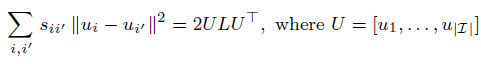 ∑_{i,i′} s_{ii′} ‖u_i − u_{i′}‖² = 2ULU^⊤, where U = [u_1, …, u_{|𝓘|}]